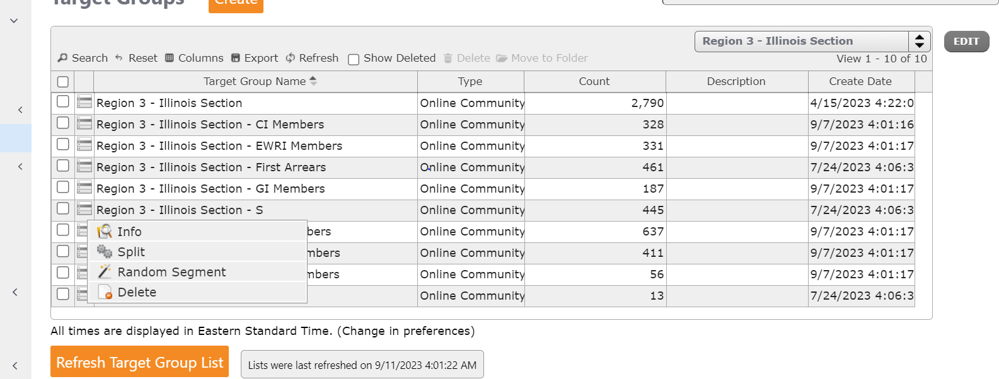 Target Groups Create
Region 3 - Illinois Section EDIT
Search Reset Columns Export Refresh Show Deleted Delete Move to Folder View 1 - 10 of 10
Target Group Name Type Count Description Create Date
Region 3 - Illinois Section Online Community 2,790 4/15/2023 4:22:0
Region 3 - Illinois Section - CI Members Online Community 328 9/7/2023 4:01:16
Region 3 - Illinois Section - EWRI Members Online Community 331 9/7/2023 4:01:17
Region 3 - Illinois Section - First Arrears Online Community 461 7/24/2023 4:06:3
Region 3 - Illinois Section - GI Members Online Community 187 9/7/2023 4:01:17
Region 3 - Illinois Section - S Online Community 445 7/24/2023 4:06:3
Info bers Online Community 637 9/7/2023 4:01:17
Split mbers Online Community 411 9/7/2023 4:01:17
Random Segment mbers Online Community 56 9/7/2023 4:01:17
Delete Online Community 13 7/24/2023 4:06:3
All times are displayed in Eastern Standard Time. (Change in preferences)
Refresh Target Group List Lists were last refreshed on 9/11/2023 4:01:22 AM